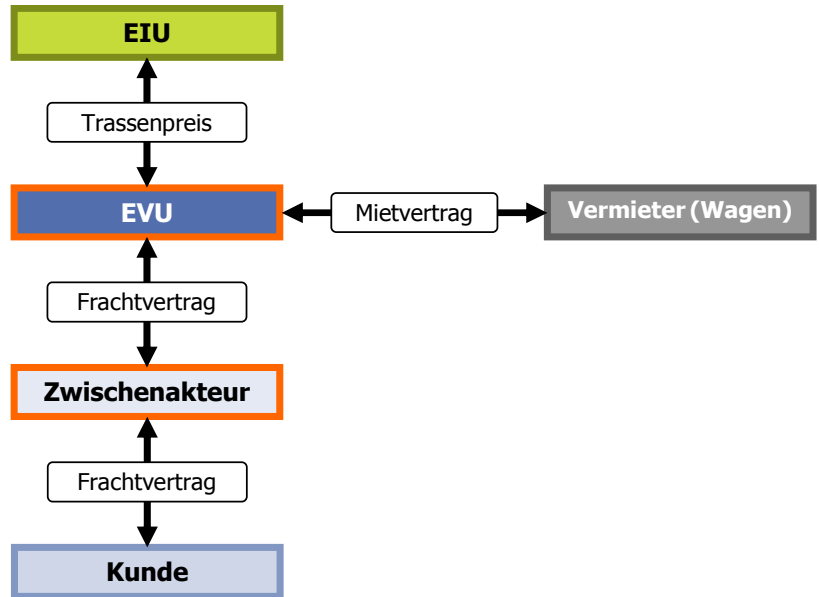 EIU
Trassenpreis
EVU
Mietvertrag
Vermieter (Wagen)
Frachtvertrag
Zwischenakteur
Frachtvertrag
Kunde